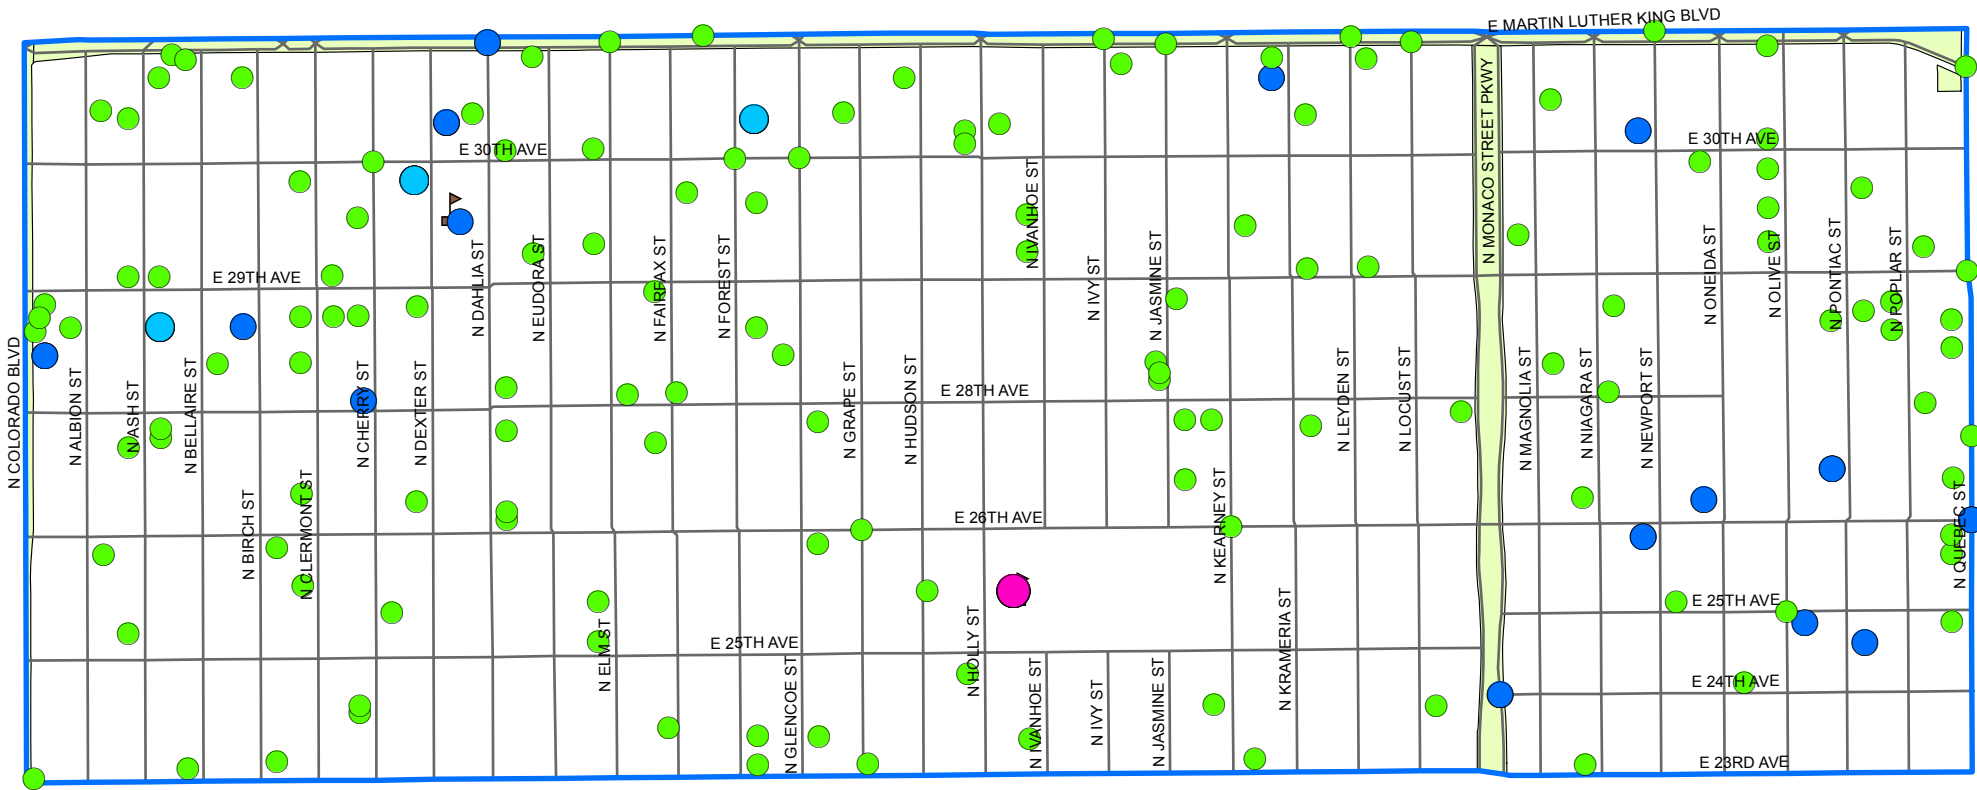 E MARTIN LUTHER KING BLVD
E 30TH AVE
E 30TH AVE
N MONACO STREET PKWY
N IVANHOE ST
N DAHLIA ST
N EUDORA ST
N FAIRFAX ST
N FOREST ST
N IVY ST
N JASMINE ST
N ONEIDA ST
N OLIVE ST
N PONTIAC ST
N POPLAR ST
E 29TH AVE
N COLORADO BLVD
N ALBION ST
N ASH ST
N BELLAIRE ST
N CHERRY ST
N DEXTER ST
N GRAPE ST
N HUDSON ST
E 28TH AVE
N LEYDEN ST
N LOCUST ST
N MAGNOLIA ST
N NIAGARA ST
N NEWPORT ST
N BIRCH ST
N CLERMONT ST
E 26TH AVE
N KEARNEY ST
N QUEBEC ST
N ELM ST
E 25TH AVE
N HOLLY ST
N KRAMERIA ST
E 25TH AVE
N GLENCOE ST
N IVANHOE ST
N IVY ST
N JASMINE ST
E 24TH AVE
E 23RD AVE